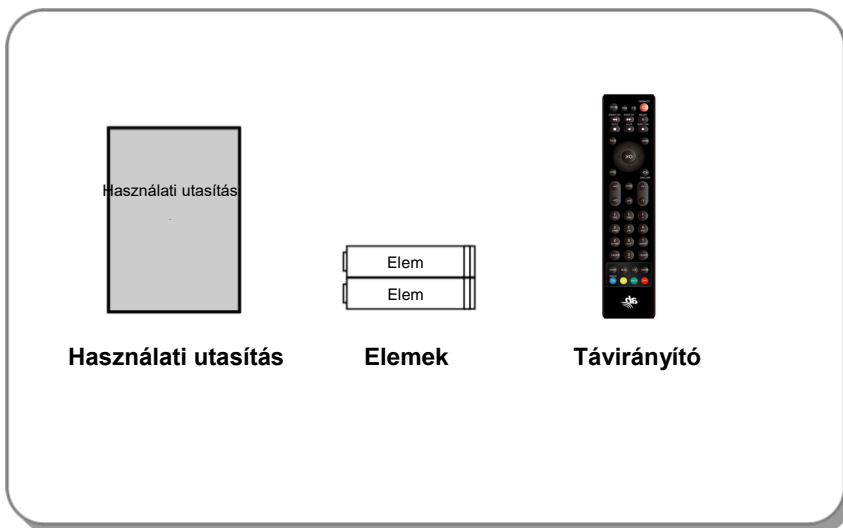 Használati utasítás
Elem
Elem
Használati utasítás
Elemek
Távirányító